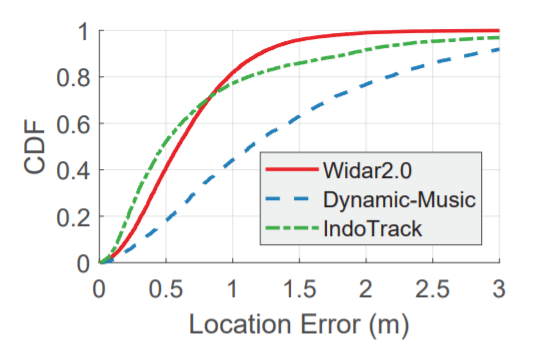 CDF
1
0.8
0.6
0.4
0.2
0
Widar2.0
Dynamic-Music
IndoTrack
0 0.5 1 1.5 2 2.5 3
Location Error (m)